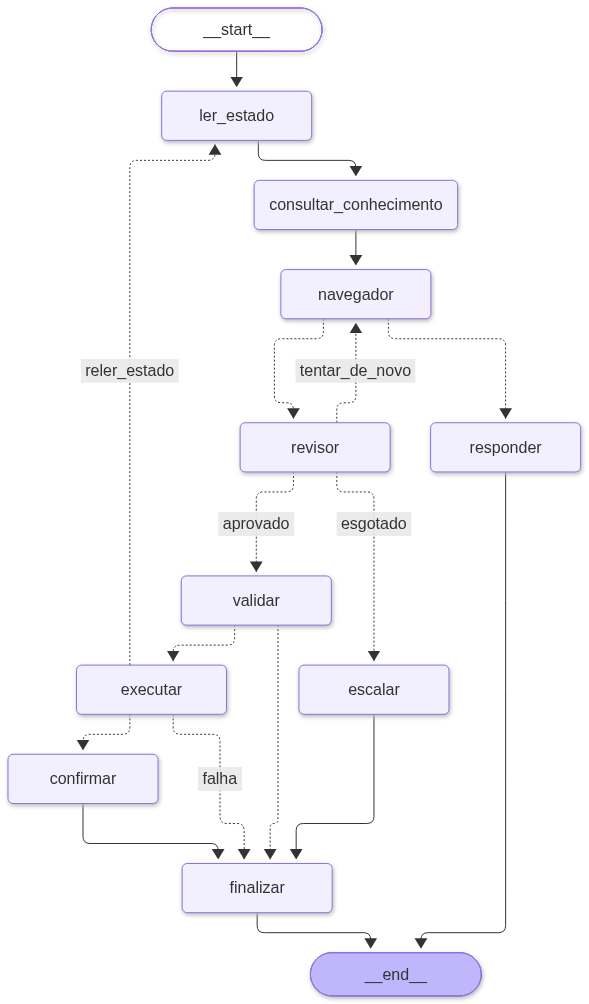 __start__
ler_estado
consultar_conhecimento
navegador
reler_estado
tentar_de_novo
revisor
responder
aprovado
esgotado
validar
executar
escalar
confirmar
falha
finalizar
__end__